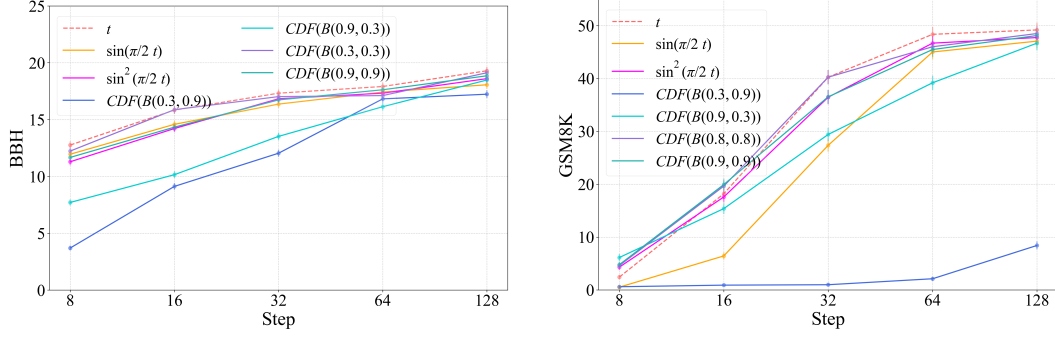 25
20
15
10
5
0
BBH
t
sin(π/2 t)
sin²(π/2 t)
CDF(B(0.3, 0.9))
CDF(B(0.9, 0.3))
CDF(B(0.3, 0.3))
CDF(B(0.9, 0.9))
8 16 32 64 128
Step
50
40
30
20
10
0
GSM8K
t
sin(π/2 t)
sin²(π/2 t)
CDF(B(0.3, 0.9))
CDF(B(0.9, 0.3))
CDF(B(0.8, 0.8))
CDF(B(0.9, 0.9))
8 16 32 64 128
Step